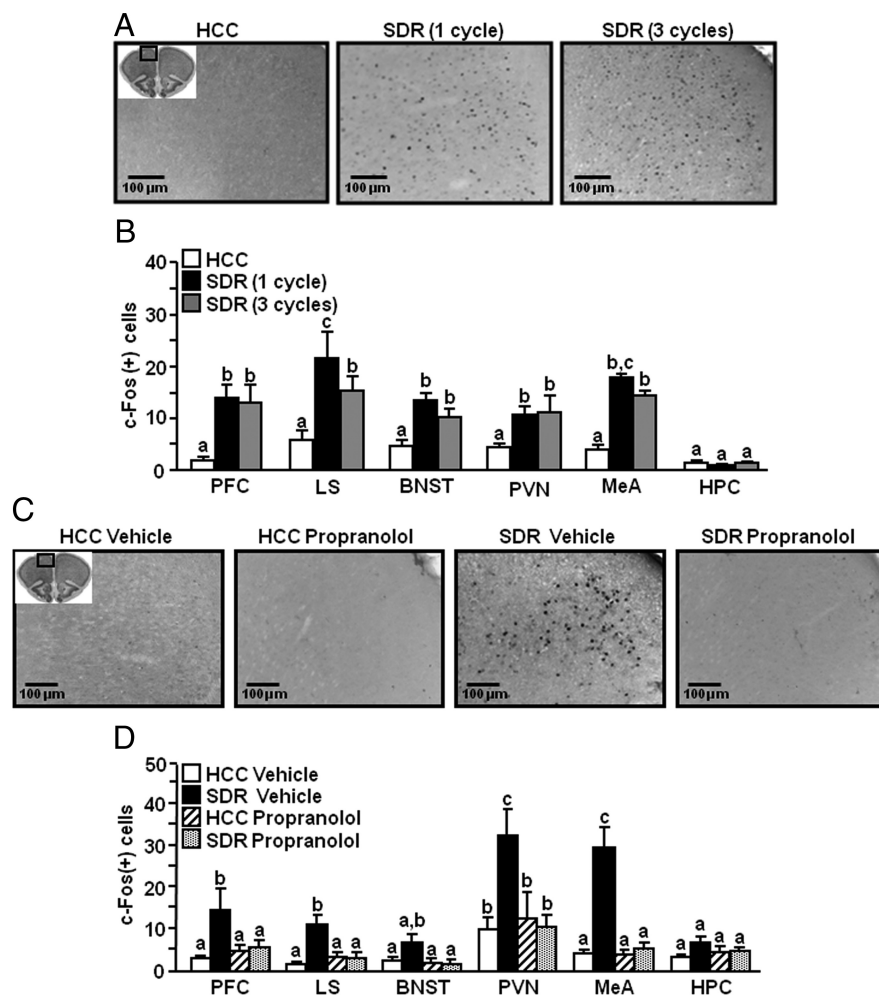 A
HCC
SDR (1 cycle)
SDR (3 cycles)
100 µm
100 µm
100 µm
B
HCC
SDR (1 cycle)
SDR (3 cycles)
c-Fos (+) cells
40
30
20
10
0
a b b
a c b
a b b
a b b
a b,c b
a a a
PFC LS BNST PVN MeA HPC
C
HCC Vehicle
HCC Propranolol
SDR Vehicle
SDR Propranolol
100 µm
100 µm
100 µm
100 µm
D
HCC Vehicle
SDR Vehicle
HCC Propranolol
SDR Propranolol
c-Fos(+) cells
50
40
30
20
10
0
a b a a
a b a a
a a,b a a
b c b b
a c a a
a a a a
PFC LS BNST PVN MeA HPC